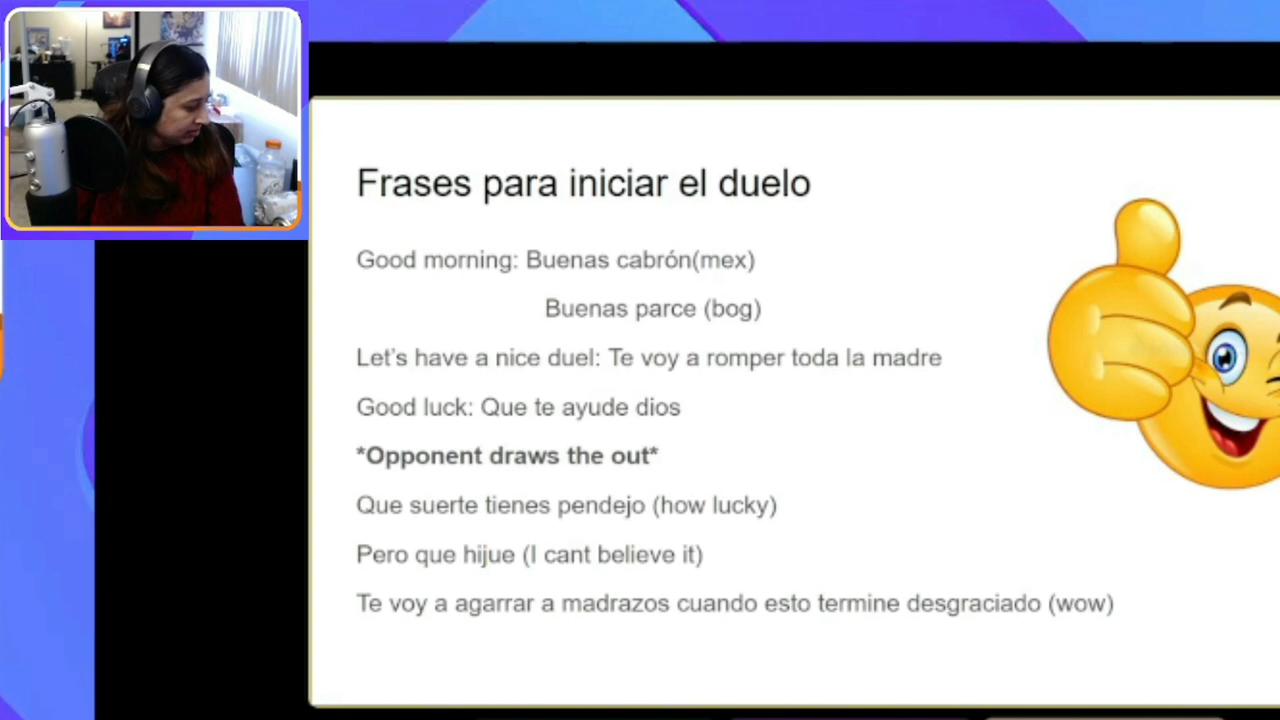 Frases para iniciar el duelo
Good morning: Buenas cabrón(mex)
Buenas parce (bog)
Let's have a nice duel: Te voy a romper toda la madre
Good luck: Que te ayude dios
*Opponent draws the out*
Que suerte tienes pendejo (how lucky)
Pero que hijue (I cant believe it)
Te voy a agarrar a madrazos cuando esto termine desgraciado (wow)